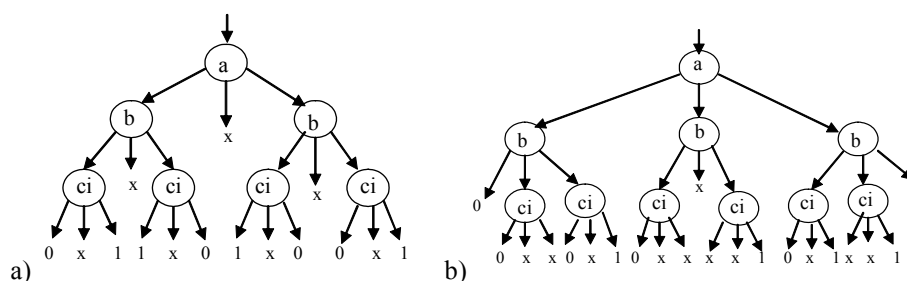 a
b x b
ci x ci ci x ci
0 x 1 1 x 0 1 x 0 0 x 1
a)
a
b b b
0 ci ci ci x ci ci ci
0 x x 0 x 1 0 x x x x 1 0 x 1 x x 1
b)